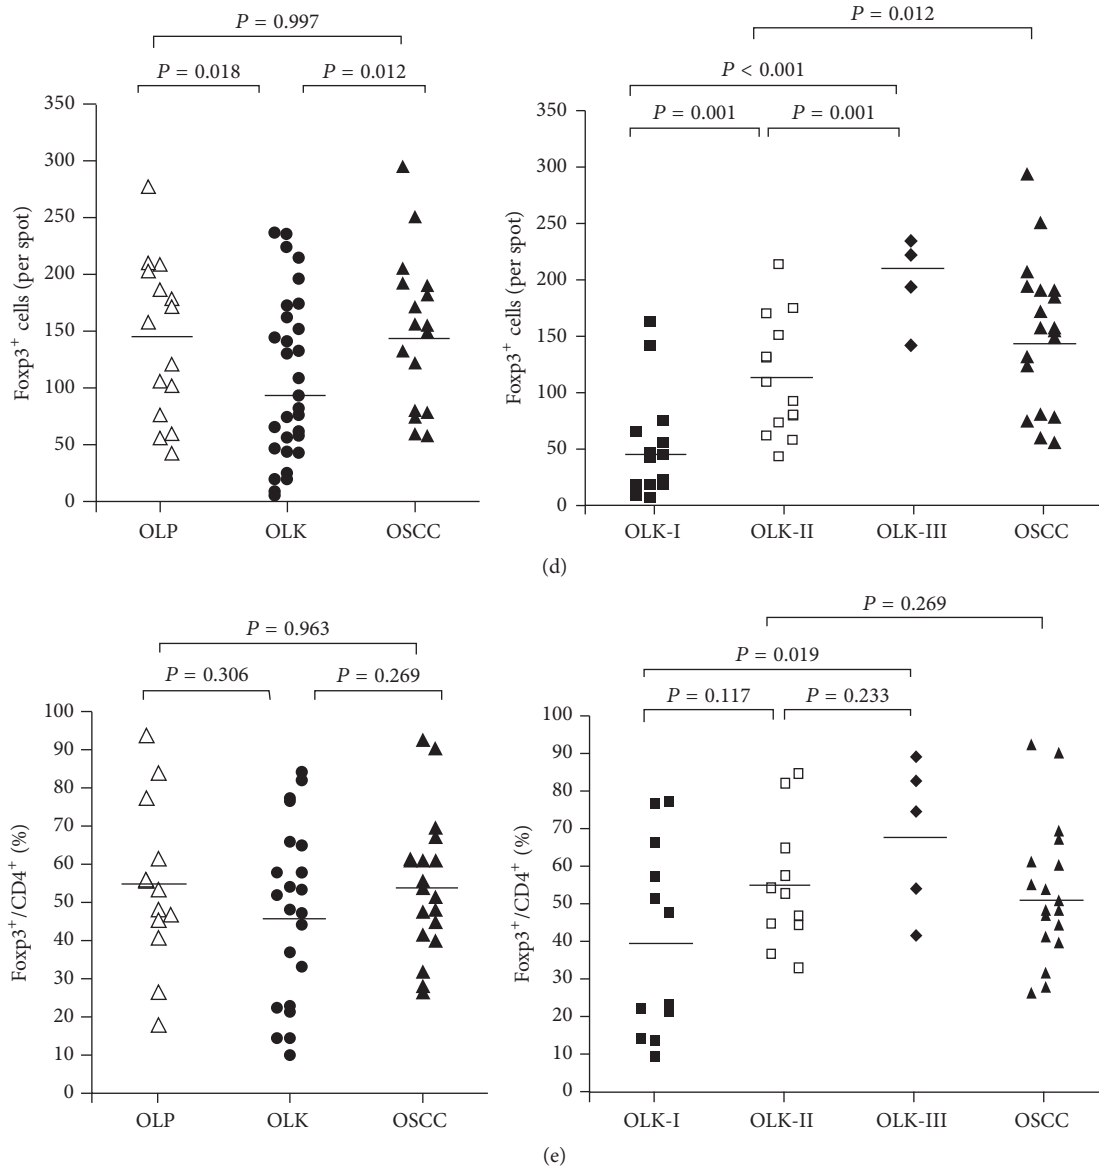 P = 0.997
P = 0.018
P = 0.012
350
300
250
200
150
100
50
0
Foxp3⁺ cells (per spot)
OLP
OLK
OSCC
P = 0.012
P < 0.001
P = 0.001
P = 0.001
350
300
250
200
150
100
50
0
Foxp3⁺ cells (per spot)
OLK-I
OLK-II
OLK-III
OSCC
(d)
P = 0.963
P = 0.306
P = 0.269
100
90
80
70
60
50
40
30
20
10
0
Foxp3⁺/CD4⁺ (%)
OLP
OLK
OSCC
P = 0.269
P = 0.019
P = 0.117
P = 0.233
100
90
80
70
60
50
40
30
20
10
0
Foxp3⁺/CD4⁺ (%)
OLK-I
OLK-II
OLK-III
OSCC
(e)